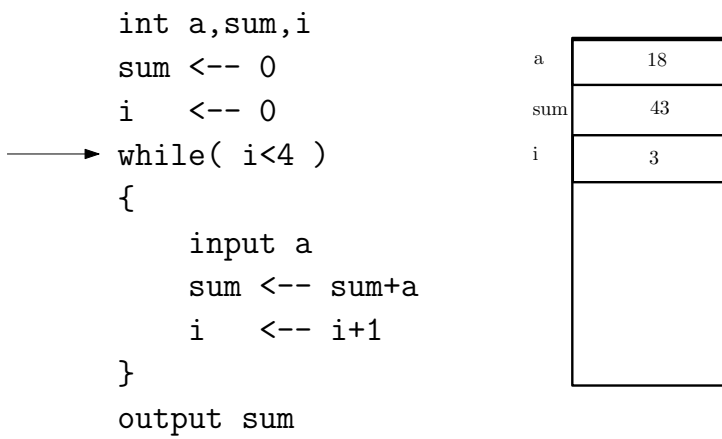 int a,sum,i
sum <-- 0
i <-- 0
while( i<4 )
{
input a
sum <-- sum+a
i <-- i+1
}
output sum
a 18
sum 43
i 3